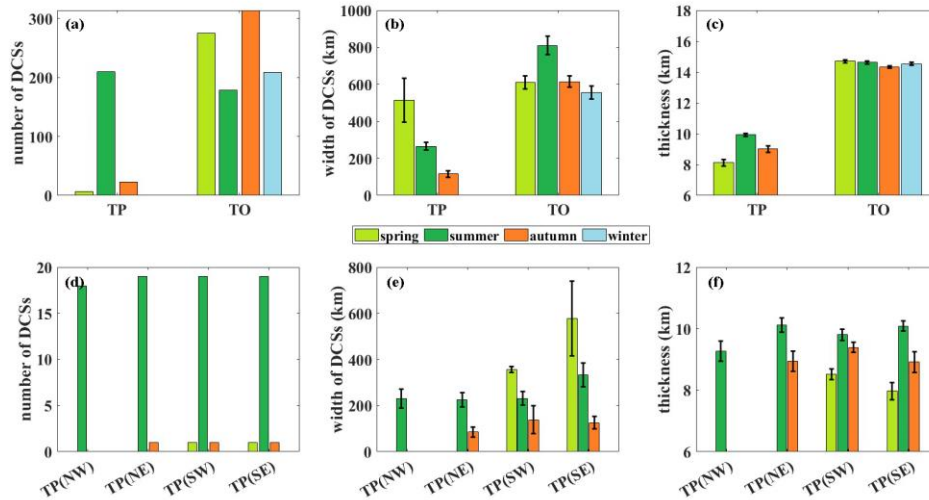 (a)
number of DCSs
300
200
100
0
TP
TO
(b)
width of DCSs (km)
1000
800
600
400
200
0
TP
TO
(c)
thickness (km)
18
16
14
12
10
8
6
TP
TO
spring summer autumn winter
(d)
number of DCSs
20
15
10
5
0
TP(NW)
TP(NE)
TP(SW)
TP(SE)
(e)
width of DCSs (km)
800
600
400
200
0
TP(NW)
TP(NE)
TP(SW)
TP(SE)
(f)
thickness (km)
12
10
8
6
TP(NW)
TP(NE)
TP(SW)
TP(SE)